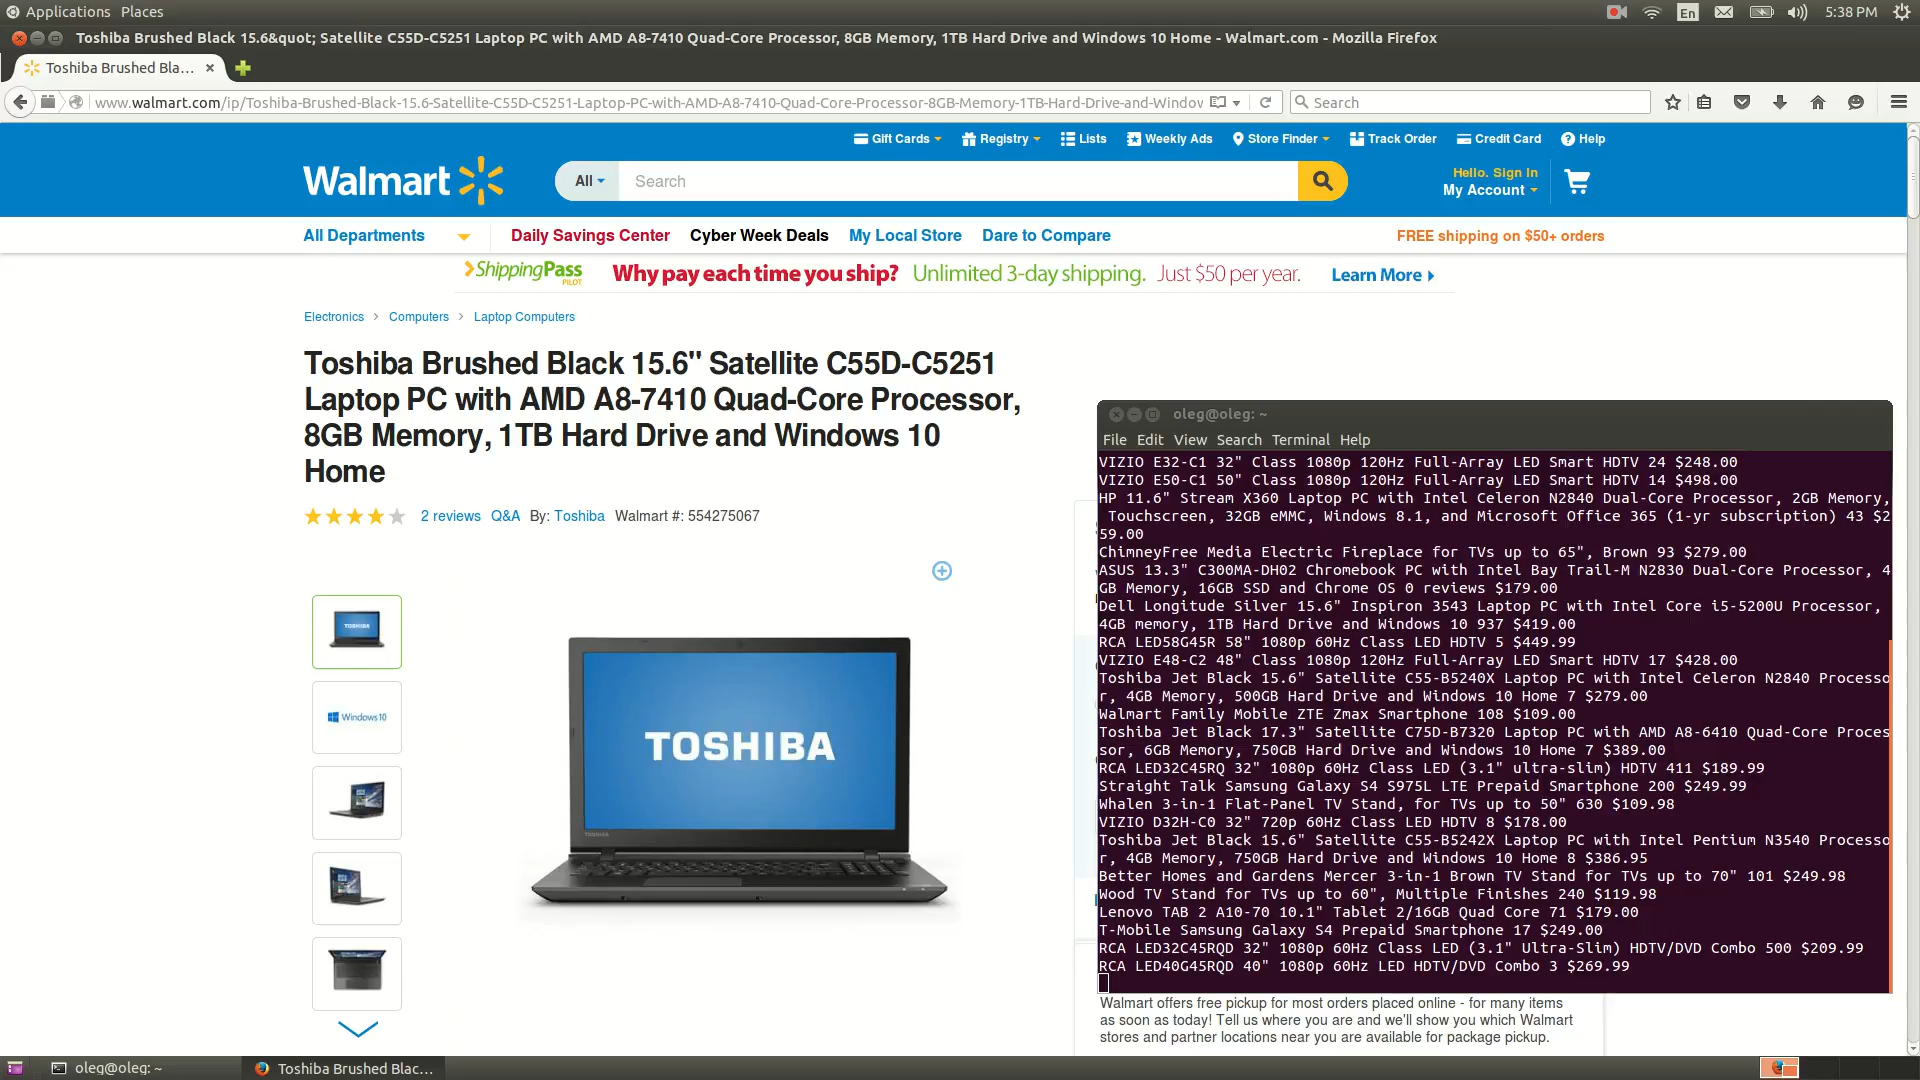 Applications Places
En 5:38 PM
Toshiba Brushed Black 15.6&quot; Satellite C55D-C5251 Laptop PC with AMD A8-7410 Quad-Core Processor, 8GB Memory, 1TB Hard Drive and Windows 10 Home - Walmart.com - Mozilla Firefox
Toshiba Brushed Bla...
www.walmart.com/ip/Toshiba-Brushed-Black-15.6-Satellite-C55D-C5251-Laptop-PC-with-AMD-A8-7410-Quad-Core-Processor-8GB-Memory-1TB-Hard-Drive-and-Window
Search
Gift Cards Registry Lists Weekly Ads Store Finder Track Order Credit Card Help
Walmart
All Search
Hello. Sign In
My Account
All Departments Daily Savings Center Cyber Week Deals My Local Store Dare to Compare FREE shipping on $50+ orders
ShippingPass PILOT Why pay each time you ship? Unlimited 3-day shipping. Just $50 per year. Learn More
Electronics > Computers > Laptop Computers
Toshiba Brushed Black 15.6" Satellite C55D-C5251
Laptop PC with AMD A8-7410 Quad-Core Processor,
8GB Memory, 1TB Hard Drive and Windows 10
Home
2 reviews Q&A By: Toshiba Walmart #: 554275067
TOSHIBA
Windows 10
TOSHIBA
TOSHIBA
oleg@oleg: ~
File Edit View Search Terminal Help
VIZIO E32-C1 32" Class 1080p 120Hz Full-Array LED Smart HDTV 24 $248.00
VIZIO E50-C1 50" Class 1080p 120Hz Full-Array LED Smart HDTV 14 $498.00
HP 11.6" Stream X360 Laptop PC with Intel Celeron N2840 Dual-Core Processor, 2GB Memory,
Touchscreen, 32GB eMMC, Windows 8.1, and Microsoft Office 365 (1-yr subscription) 43 $2
59.00
ChimneyFree Media Electric Fireplace for TVs up to 65", Brown 93 $279.00
ASUS 13.3" C300MA-DH02 Chromebook PC with Intel Bay Trail-M N2830 Dual-Core Processor, 4
GB Memory, 16GB SSD and Chrome OS 0 reviews $179.00
Dell Longitude Silver 15.6" Inspiron 3543 Laptop PC with Intel Core i5-5200U Processor,
4GB memory, 1TB Hard Drive and Windows 10 937 $419.00
RCA LED58G45R 58" 1080p 60Hz Class LED HDTV 5 $449.99
VIZIO E48-C2 48" Class 1080p 120Hz Full-Array LED Smart HDTV 17 $428.00
Toshiba Jet Black 15.6" Satellite C55-B5240X Laptop PC with Intel Celeron N2840 Processo
r, 4GB Memory, 500GB Hard Drive and Windows 10 Home 7 $279.00
Walmart Family Mobile ZTE Zmax Smartphone 108 $109.00
Toshiba Jet Black 17.3" Satellite C75D-B7320 Laptop PC with AMD A8-6410 Quad-Core Proces
sor, 6GB Memory, 750GB Hard Drive and Windows 10 Home 7 $389.00
RCA LED32C45RQ 32" 1080p 60Hz Class LED (3.1" ultra-slim) HDTV 411 $189.99
Straight Talk Samsung Galaxy S4 S975L LTE Prepaid Smartphone 200 $249.99
Whalen 3-in-1 Flat-Panel TV Stand, for TVs up to 50" 630 $109.98
VIZIO D32H-C0 32" 720p 60Hz Class LED HDTV 8 $178.00
Toshiba Jet Black 15.6" Satellite C55-B5242X Laptop PC with Intel Pentium N3540 Processo
r, 4GB Memory, 750GB Hard Drive and Windows 10 Home 8 $386.95
Better Homes and Gardens Mercer 3-in-1 Brown TV Stand for TVs up to 70" 101 $249.98
Wood TV Stand for TVs up to 60", Multiple Finishes 240 $119.98
Lenovo TAB 2 A10-70 10.1" Tablet 2/16GB Quad Core 71 $179.00
T-Mobile Samsung Galaxy S4 Prepaid Smartphone 17 $249.00
RCA LED32C45RQD 32" 1080p 60Hz Class LED (3.1" Ultra-Slim) HDTV/DVD Combo 500 $209.99
RCA LED40G45RQD 40" 1080p 60Hz LED HDTV/DVD Combo 3 $269.99
Walmart offers free pickup for most orders placed online - for many items
as soon as today! Tell us where you are and we'll show you which Walmart
stores and partner locations near you are available for package pickup.
oleg@oleg: ~ Toshiba Brushed Blac...